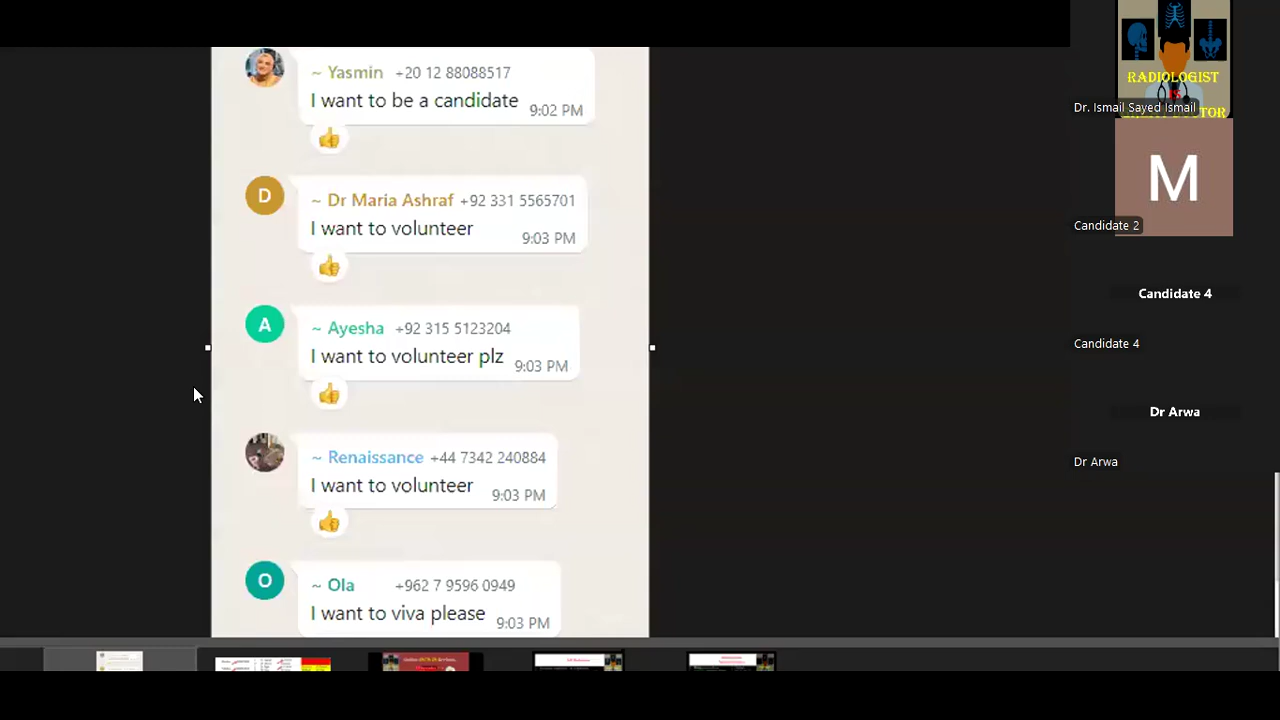 ~ Yasmin +20 12 88088517
I want to be a candidate 9:02 PM
D
~ Dr Maria Ashraf +92 331 5565701
I want to volunteer 9:03 PM
A
~ Ayesha +92 315 5123204
I want to volunteer plz 9:03 PM
~ Renaissance +44 7342 240884
I want to volunteer 9:03 PM
O
~ Ola +962 7 9596 0949
I want to viva please 9:03 PM
RADIOLOGIST
Dr. Ismail Sayed Ismail
M
Candidate 2
Candidate 4
Candidate 4
Dr Arwa
Dr Arwa